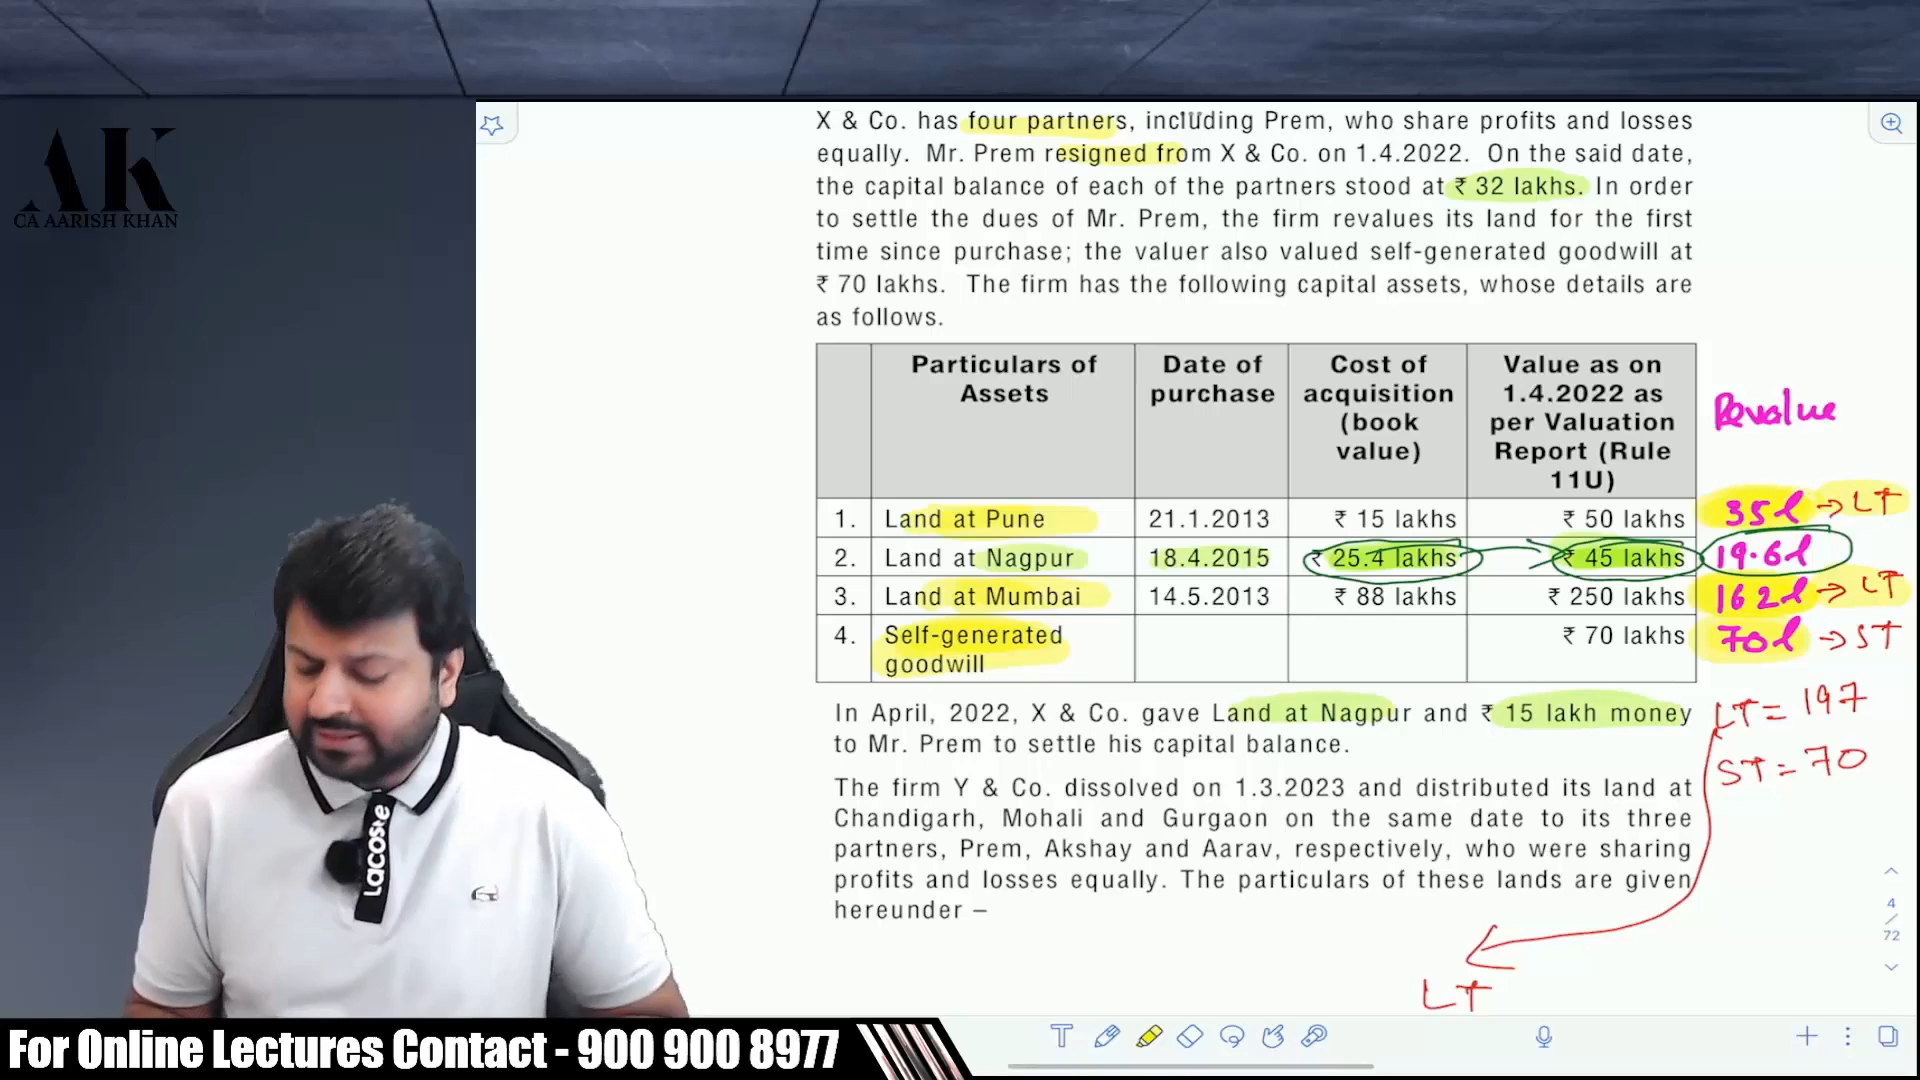 AK
CA AARISH KHAN
X & Co. has four partners, including Prem, who share profits and losses
equally. Mr. Prem resigned from X & Co. on 1.4.2022. On the said date,
the capital balance of each of the partners stood at ₹ 32 lakhs. In order
to settle the dues of Mr. Prem, the firm revalues its land for the first
time since purchase; the valuer also valued self-generated goodwill at
₹ 70 lakhs. The firm has the following capital assets, whose details are
as follows.
Particulars of Assets Date of purchase Cost of acquisition (book value) Value as on 1.4.2022 as per Valuation Report (Rule 11U) Revalue
1. Land at Pune 21.1.2013 ₹ 15 lakhs ₹ 50 lakhs 35l → LT
2. Land at Nagpur 18.4.2015 ₹ 25.4 lakhs ₹ 45 lakhs 19.6l
3. Land at Mumbai 14.5.2013 ₹ 88 lakhs ₹ 250 lakhs 162l → LT
4. Self-generated goodwill ₹ 70 lakhs 70l → ST
In April, 2022, X & Co. gave Land at Nagpur and ₹ 15 lakh money
to Mr. Prem to settle his capital balance.
LT = 197
ST = 70
The firm Y & Co. dissolved on 1.3.2023 and distributed its land at
Chandigarh, Mohali and Gurgaon on the same date to its three
partners, Prem, Akshay and Aarav, respectively, who were sharing
profits and losses equally. The particulars of these lands are given
hereunder –
LT
4
/
72
LACOSTE
For Online Lectures Contact - 900 900 8977